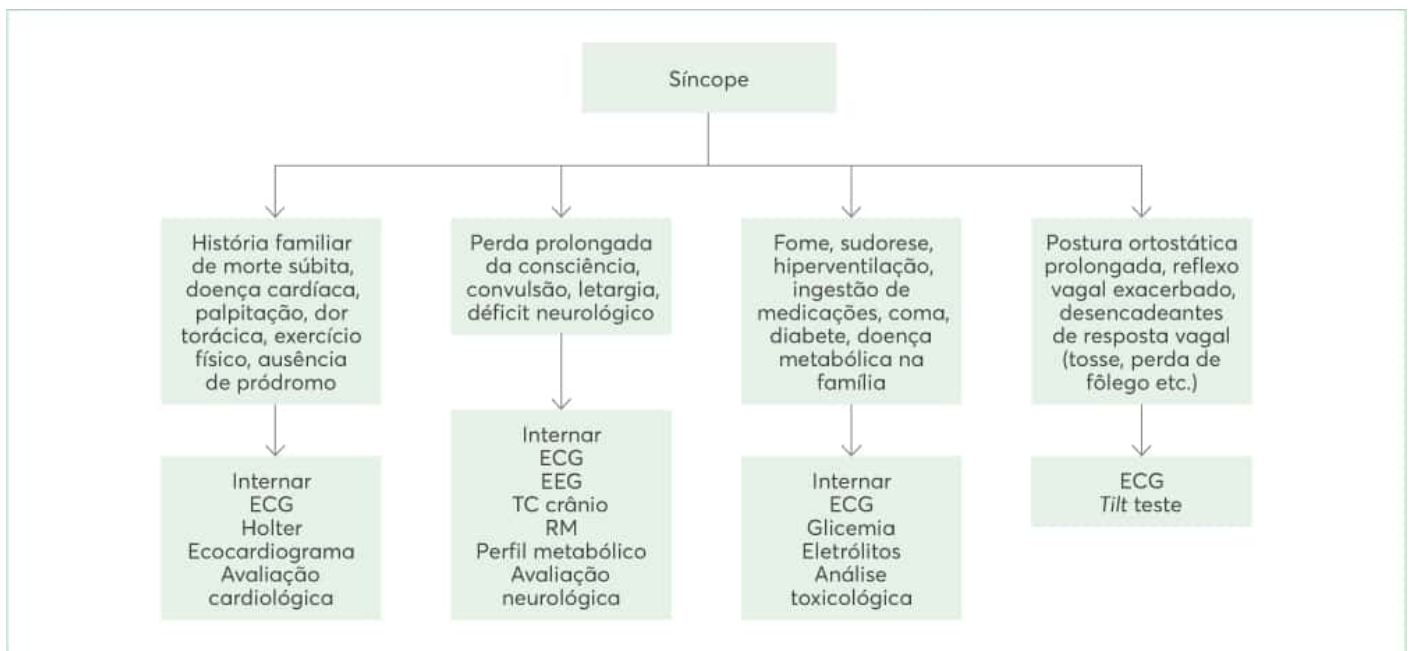 Síncope
História familiar
de morte súbita,
doença cardíaca,
palpitação, dor
torácica, exercício
físico, ausência
de pródromo
Perda prolongada
da consciência,
convulsão, letargia,
déficit neurológico
Fome, sudorese,
hiperventilação,
ingestão de
medicações, coma,
diabete, doença
metabólica na
família
Postura ortostática
prolongada, reflexo
vagal exacerbado,
desencadeantes
de resposta vagal
(tosse, perda de
fôlego etc.)
Internar
ECG
Holter
Ecocardiograma
Avaliação
cardiológica
Internar
ECG
EEG
TC crânio
RM
Perfil metabólico
Avaliação
neurológica
Internar
ECG
Glicemia
Eletrólitos
Análise
toxicológica
ECG
Tilt teste